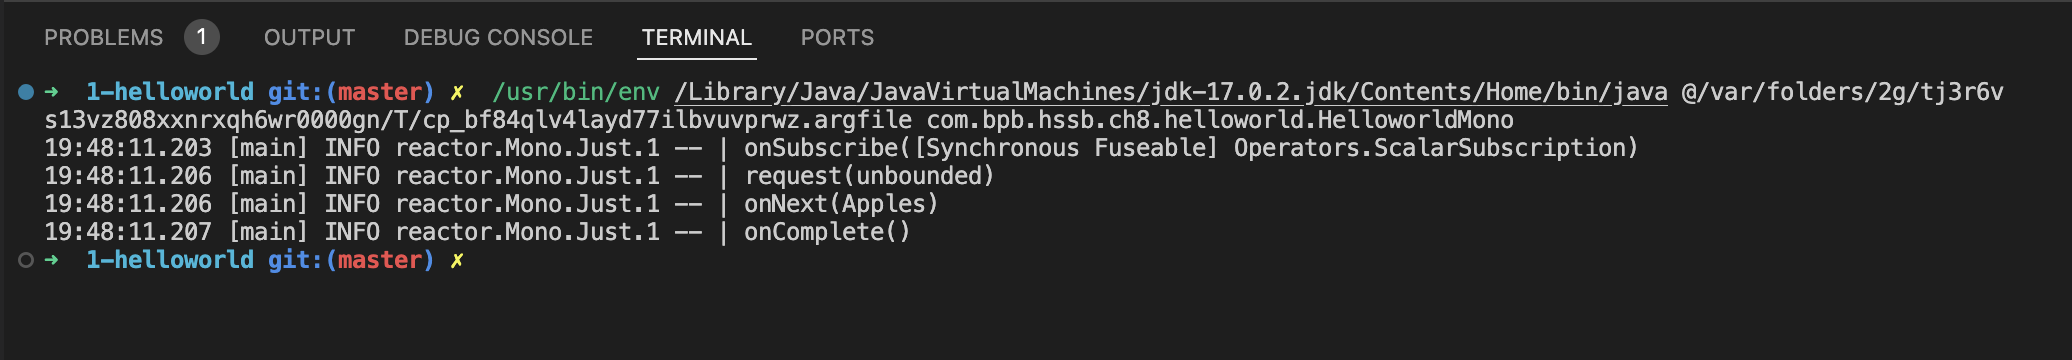 PROBLEMS 1 OUTPUT DEBUG CONSOLE TERMINAL PORTS
➜ 1-helloworld git:(master) ✗ /usr/bin/env /Library/Java/JavaVirtualMachines/jdk-17.0.2.jdk/Contents/Home/bin/java @/var/folders/2g/tj3r6v
s13vz808xxnrxqh6wr0000gn/T/cp_bf84qlv4layd77ilbvuvprwz.argfile com.bpb.hssb.ch8.helloworld.HelloworldMono
19:48:11.203 [main] INFO reactor.Mono.Just.1 -- | onSubscribe([Synchronous Fuseable] Operators.ScalarSubscription)
19:48:11.206 [main] INFO reactor.Mono.Just.1 -- | request(unbounded)
19:48:11.206 [main] INFO reactor.Mono.Just.1 -- | onNext(Apples)
19:48:11.207 [main] INFO reactor.Mono.Just.1 -- | onComplete()
➜ 1-helloworld git:(master) ✗